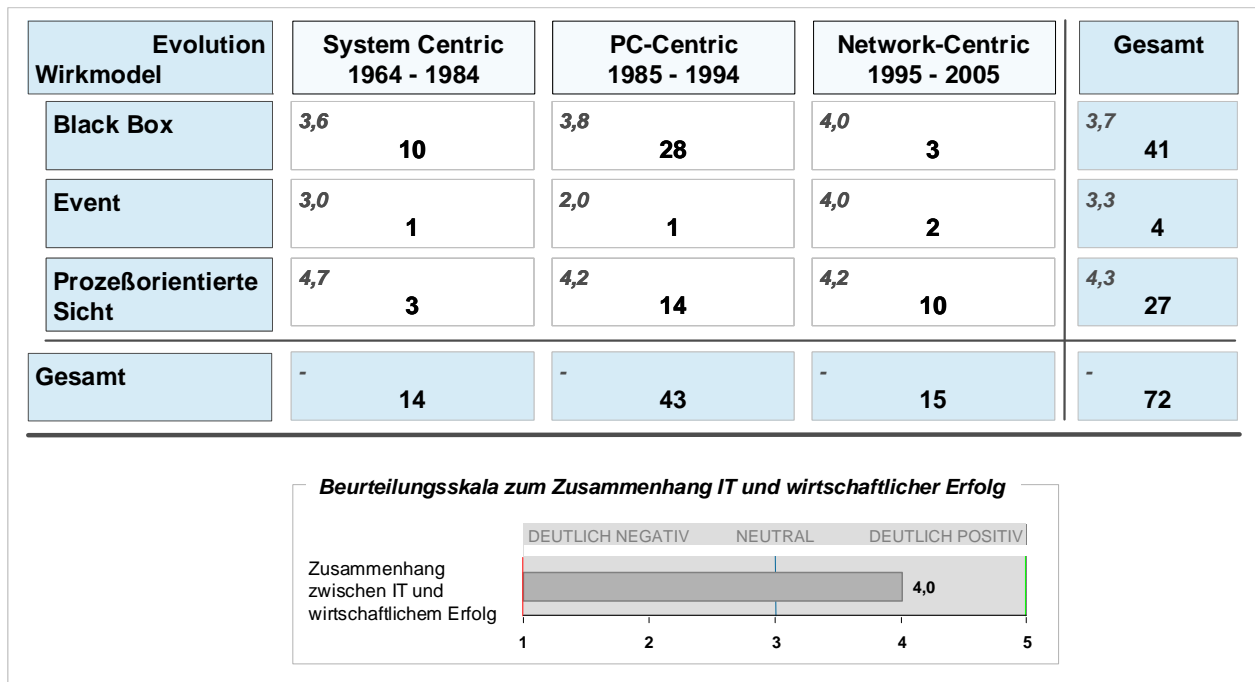 Evolution
Wirkmodel
System Centric
1964 - 1984
PC-Centric
1985 - 1994
Network-Centric
1995 - 2005
Gesamt
Black Box
3,6
10
3,8
28
4,0
3
3,7
41
Event
3,0
1
2,0
1
4,0
2
3,3
4
Prozeßorientierte
Sicht
4,7
3
4,2
14
4,2
10
4,3
27
Gesamt
-
14
-
43
-
15
-
72
Beurteilungsskala zum Zusammenhang IT und wirtschaftlicher Erfolg
DEUTLICH NEGATIV NEUTRAL DEUTLICH POSITIV
Zusammenhang
zwischen IT und
wirtschaftlichem Erfolg
4,0
1 2 3 4 5